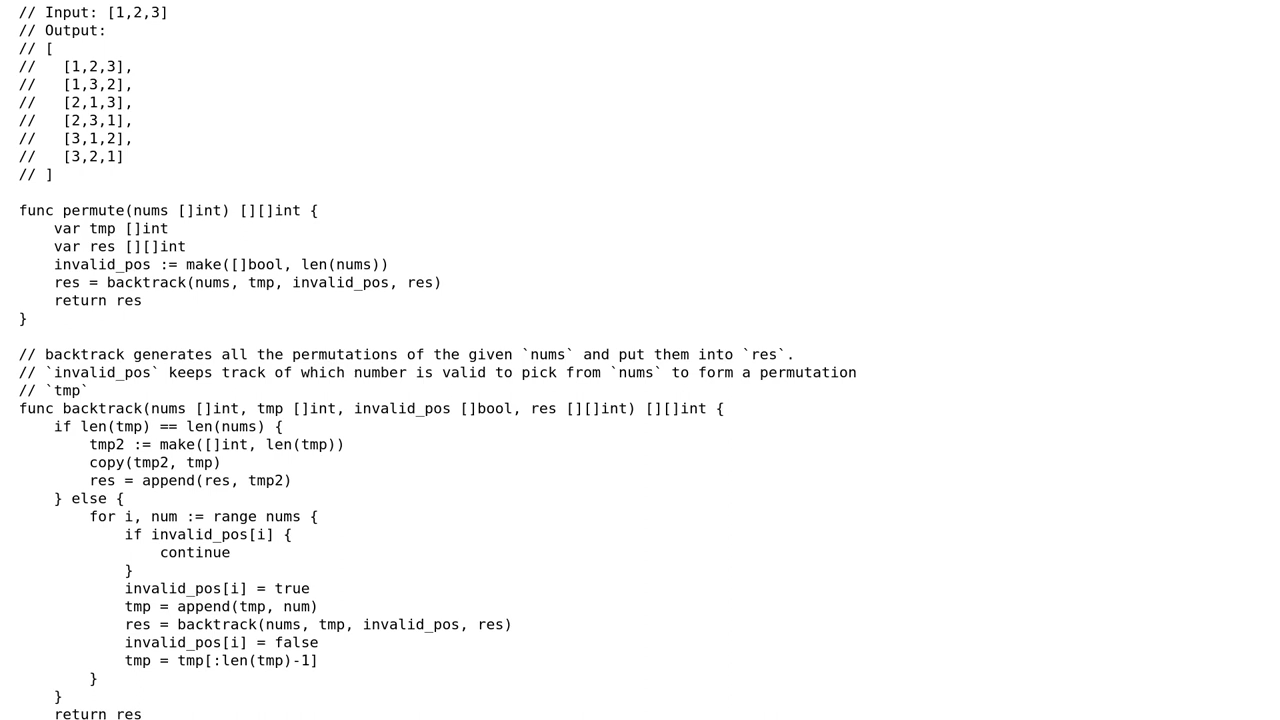 // Input: [1,2,3]
// Output:
// [
//   [1,2,3],
//   [1,3,2],
//   [2,1,3],
//   [2,3,1],
//   [3,1,2],
//   [3,2,1]
// ]

func permute(nums []int) [][]int {
    var tmp []int
    var res [][]int
    invalid_pos := make([]bool, len(nums))
    res = backtrack(nums, tmp, invalid_pos, res)
    return res
}

// backtrack generates all the permutations of the given `nums` and put them into `res`.
// `invalid_pos` keeps track of which number is valid to pick from `nums` to form a permutation
// `tmp`
func backtrack(nums []int, tmp []int, invalid_pos []bool, res [][]int) [][]int {
    if len(tmp) == len(nums) {
        tmp2 := make([]int, len(tmp))
        copy(tmp2, tmp)
        res = append(res, tmp2)
    } else {
        for i, num := range nums {
            if invalid_pos[i] {
                continue
            }
            invalid_pos[i] = true
            tmp = append(tmp, num)
            res = backtrack(nums, tmp, invalid_pos, res)
            invalid_pos[i] = false
            tmp = tmp[:len(tmp)-1]
        }
    }
    return res